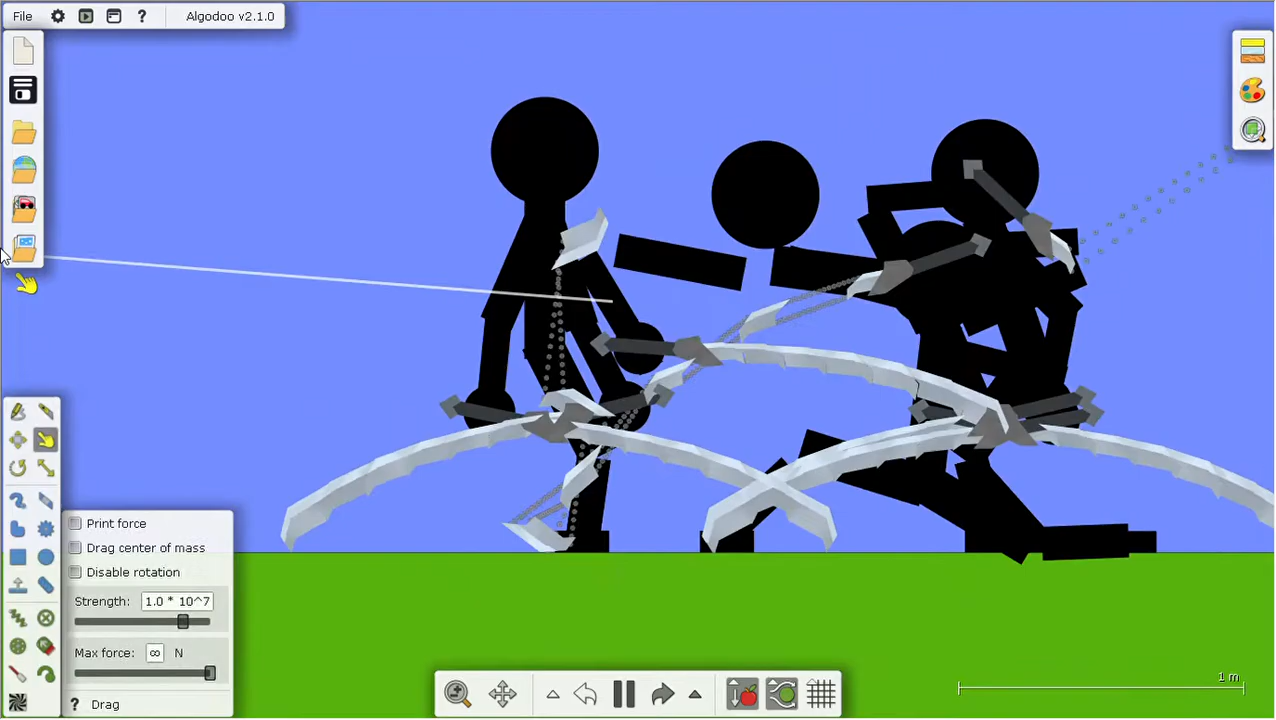 File ? Algodoo v2.1.0
Print force
Drag center of mass
Disable rotation
Strength: 1.0 * 10^7
Max force: ∞ N
? Drag
1 m